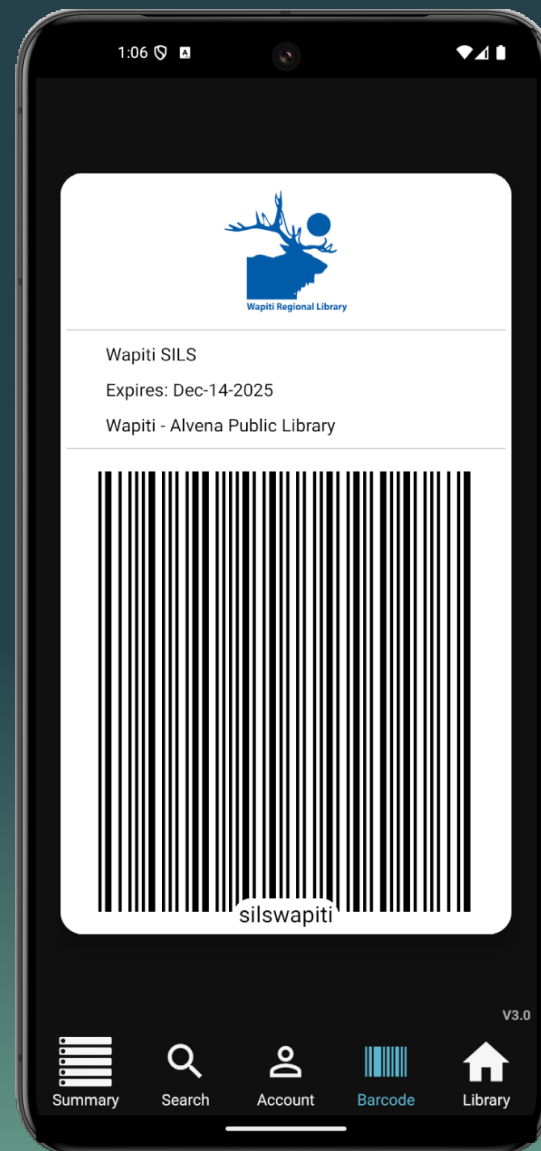 1:06
A
Wapiti Regional Library
Wapiti SILS
Expires: Dec-14-2025
Wapiti - Alvena Public Library
silswapiti
V3.0
Summary
Search
Account
Barcode
Library